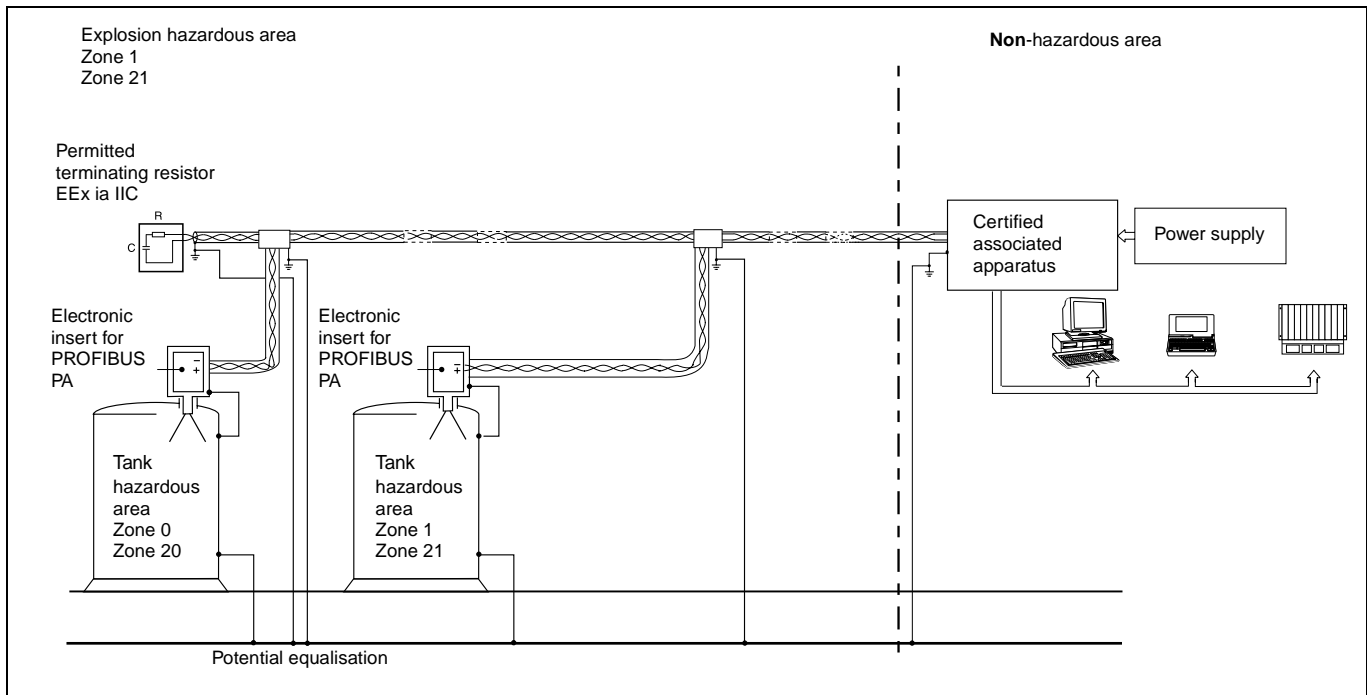 Explosion hazardous area
Zone 1
Zone 21
Non-hazardous area
Permitted
terminating resistor
EEx ia IIC
R
C
Certified
associated
apparatus
Power supply
Electronic
insert for
PROFIBUS
PA
Electronic
insert for
PROFIBUS
PA
–
+
–
+
Tank
hazardous
area
Zone 0
Zone 20
Tank
hazardous
area
Zone 1
Zone 21
Potential equalisation